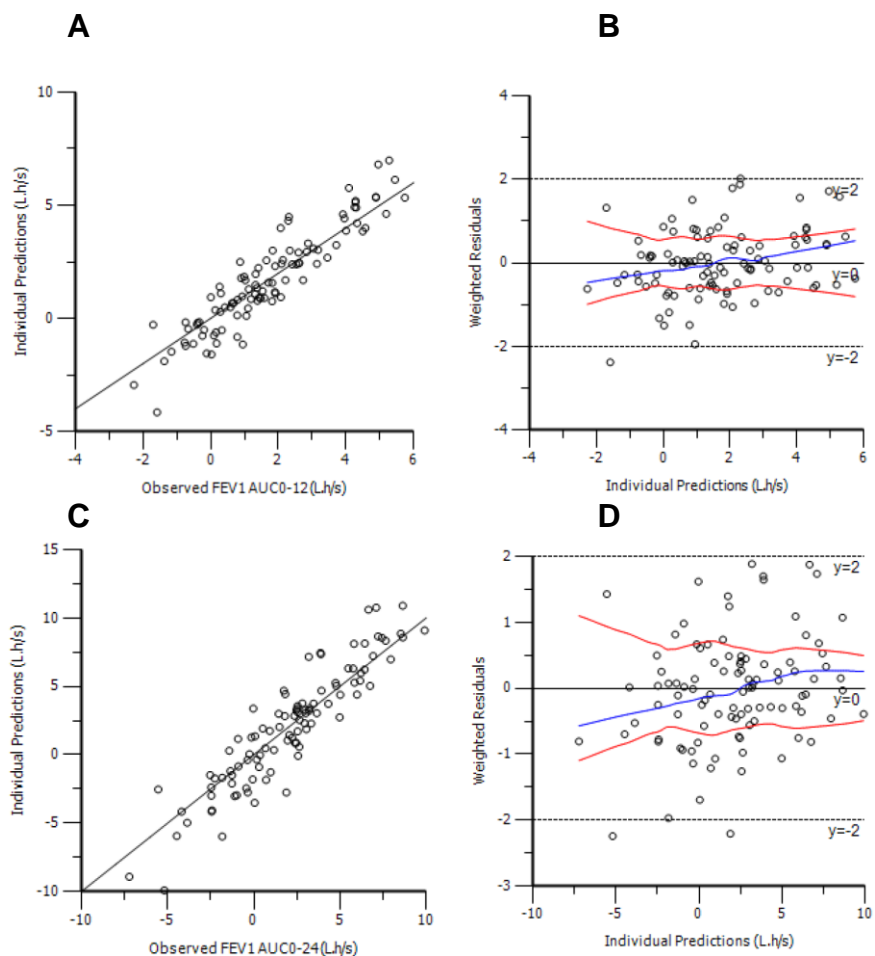 A
B
10
5
0
-5
Individual Predictions (L.h/s)
-4
-2
0
2
4
6
Observed FEV1 AUC0-12(L.h/s)
4
2
0
-2
-4
Weighted Residuals
y=2
y=0
y=-2
-4
-2
0
2
4
6
Individual Predictions (L.h/s)
C
D
15
10
5
0
-5
-10
Individual Predictions (L.h/s)
-10
-5
0
5
10
Observed FEV1 AUC0-24(L.h/s)
2
1
0
-1
-2
-3
Weighted Residuals
y=2
y=0
y=-2
-10
-5
0
5
10
Individual Predictions (L.h/s)